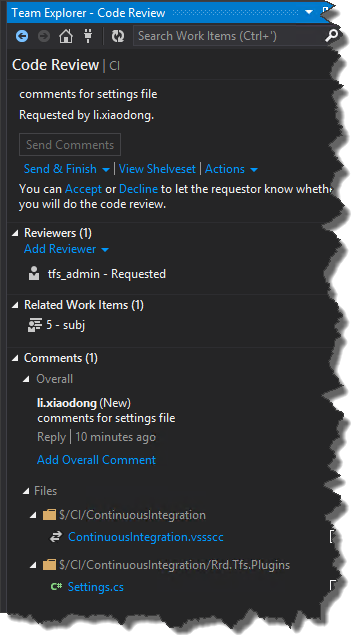 Team Explorer - Code Review
Search Work Items (Ctrl+')
Code Review | CI
comments for settings file
Requested by li.xiaodong.
Send Comments
Send & Finish | View Shelveset | Actions
You can Accept or Decline to let the requestor know whethe
you will do the code review.
Reviewers (1)
Add Reviewer
tfs_admin - Requested
Related Work Items (1)
5 - subj
Comments (1)
Overall
li.xiaodong (New)
comments for settings file
Reply | 10 minutes ago
Add Overall Comment
Files
$/CI/ContinuousIntegration
ContinuousIntegration.vssscc
$/CI/ContinuousIntegration/Rrd.Tfs.Plugins
C# Settings.cs